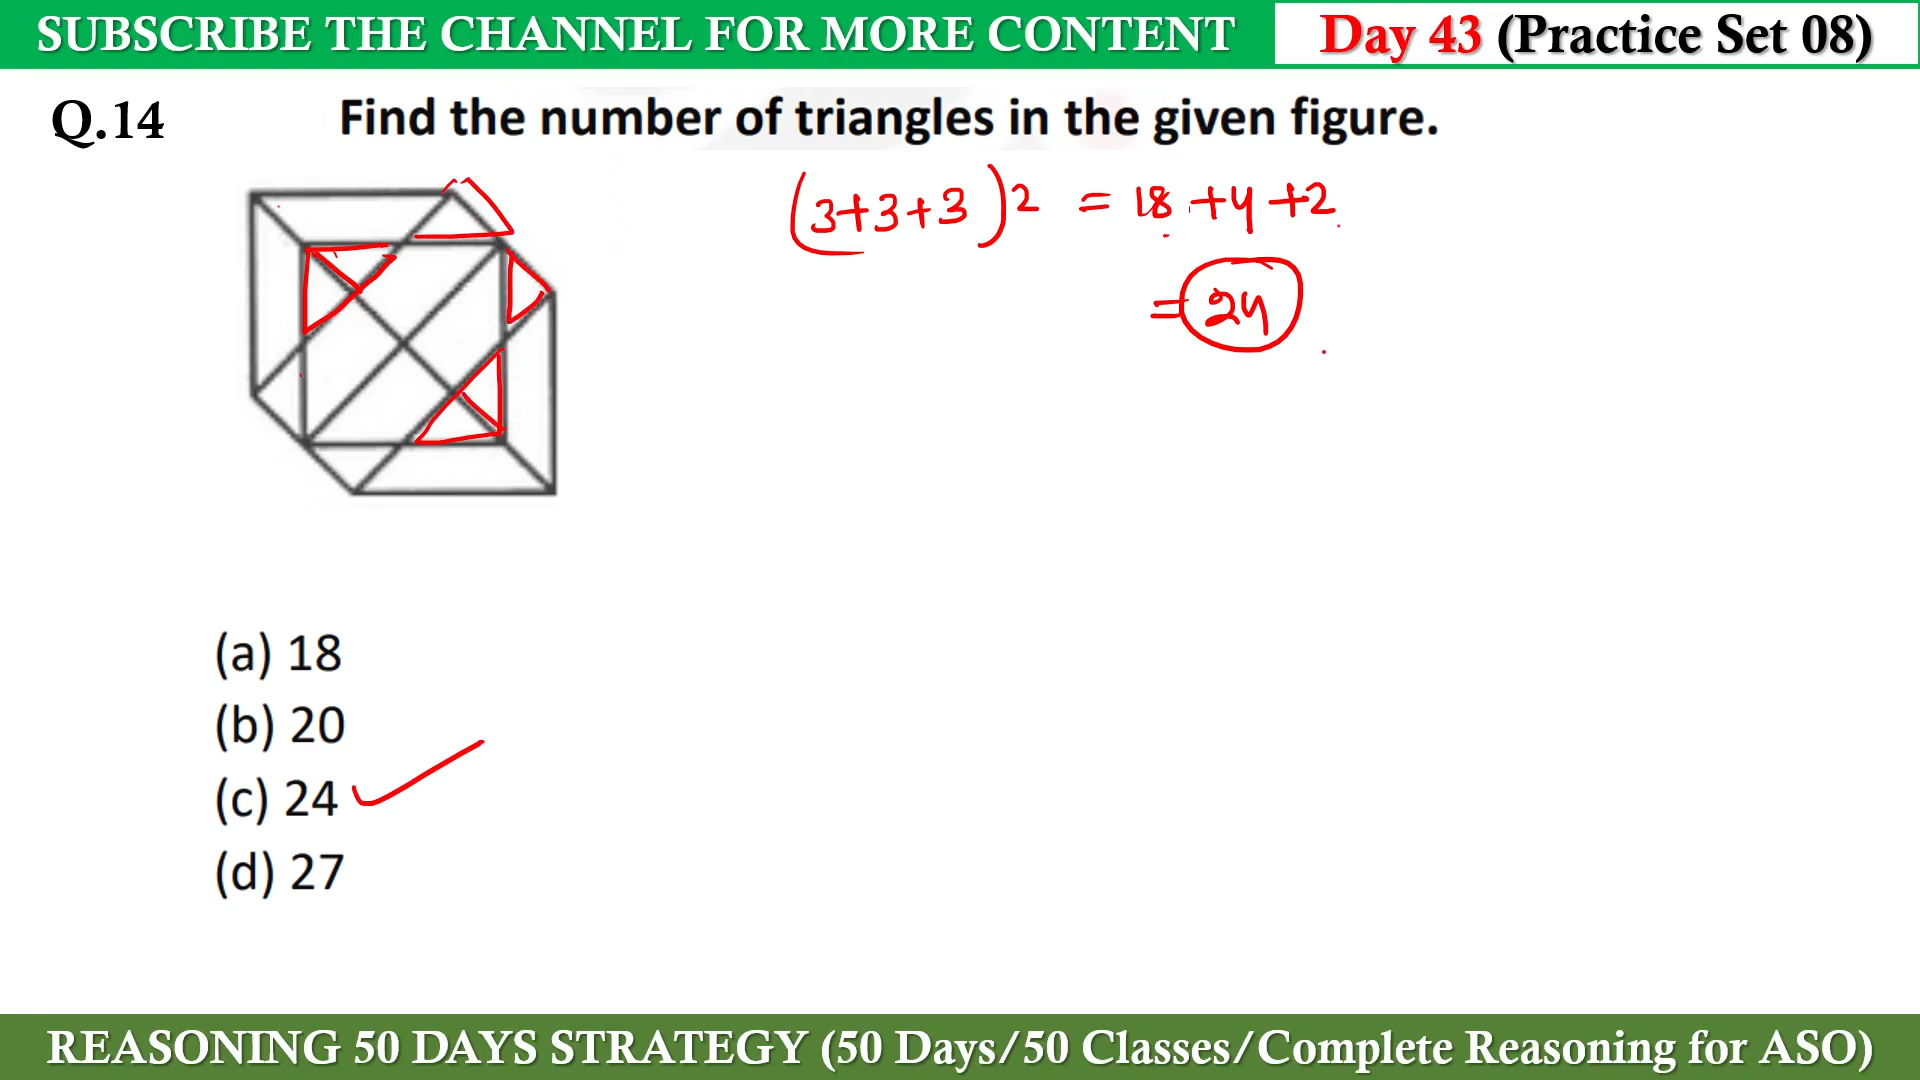 SUBSCRIBE THE CHANNEL FOR MORE CONTENT
Day 43 (Practice Set 08)
Q.14 Find the number of triangles in the given figure.
(3+3+3)2 = 18 +4 +2
= 24
(a) 18
(b) 20
(c) 24
(d) 27
REASONING 50 DAYS STRATEGY (50 Days/50 Classes/Complete Reasoning for ASO)